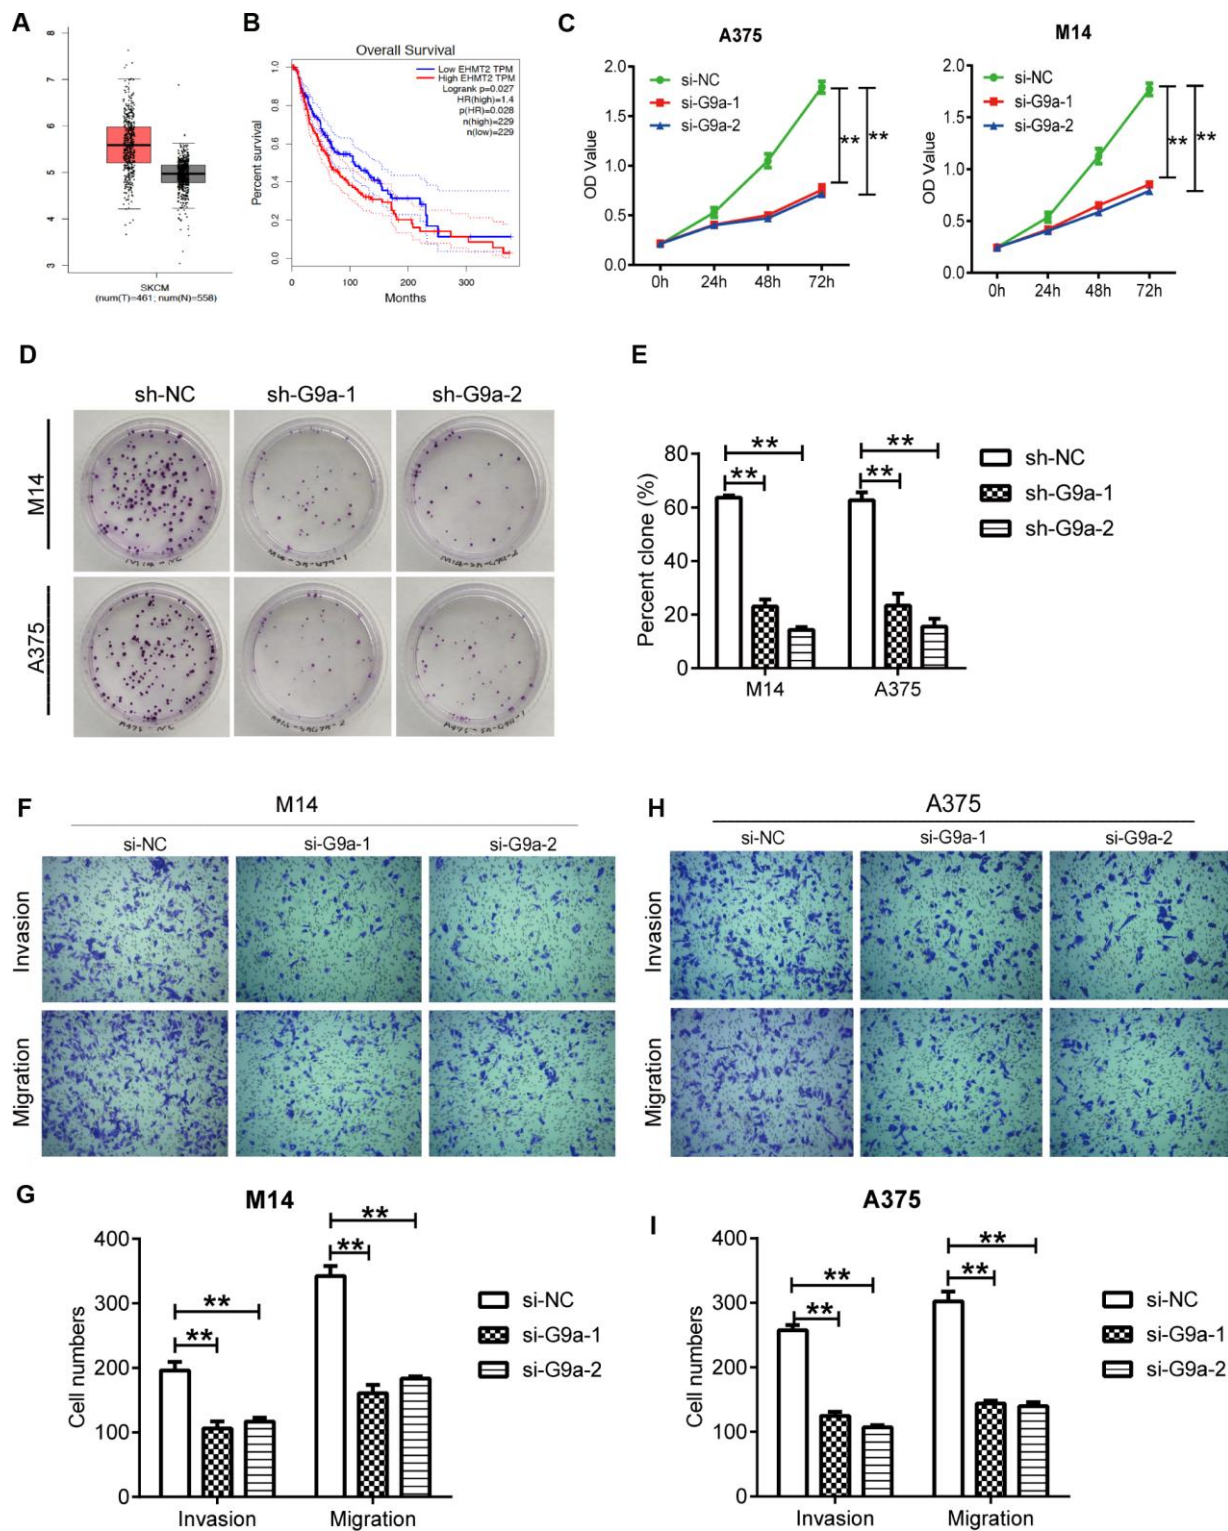 A
8
7
6
5
4
3
SKCM
(num(T)=461; num(N)=558)
B
Overall Survival
Low EHMT2 TPM
High EHMT2 TPM
Logrank p=0.027
HR(high)=1.4
p(HR)=0.028
n(high)=229
n(low)=229
Percent survival
1.0
0.8
0.6
0.4
0.2
0.0
0
100
200
300
Months
C
A375
si-NC
si-G9a-1
si-G9a-2
OD Value
2.0
1.5
1.0
0.5
0.0
0h
24h
48h
72h
**
**
M14
si-NC
si-G9a-1
si-G9a-2
OD Value
2.0
1.5
1.0
0.5
0.0
0h
24h
48h
72h
**
**
D
sh-NC
sh-G9a-1
sh-G9a-2
M14
A375
E
Percent clone (%)
80
60
40
20
0
**
**
**
**
M14
A375
sh-NC
sh-G9a-1
sh-G9a-2
F
M14
si-NC
si-G9a-1
si-G9a-2
Invasion
Migration
H
A375
si-NC
si-G9a-1
si-G9a-2
Invasion
Migration
G
M14
Cell numbers
400
300
200
100
0
**
**
**
**
Invasion
Migration
si-NC
si-G9a-1
si-G9a-2
I
A375
Cell numbers
400
300
200
100
0
**
**
**
**
Invasion
Migration
si-NC
si-G9a-1
si-G9a-2